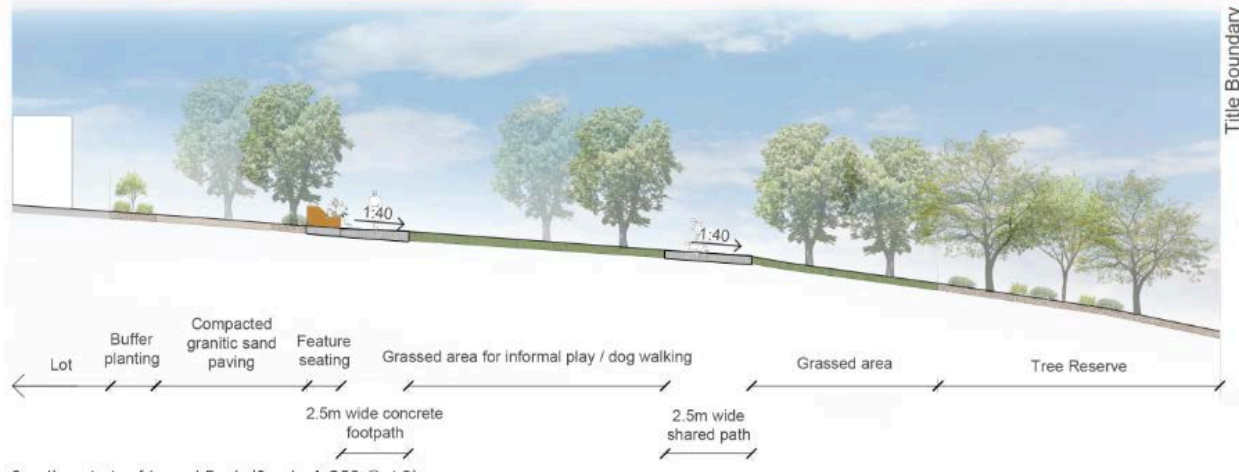 Title Boundary
1:40
1:40
Lot
Buffer
planting
Compacted
granitic sand
paving
Feature
seating
Grassed area for informal play / dog walking
Grassed area
Tree Reserve
2.5m wide concrete
footpath
2.5m wide
shared path